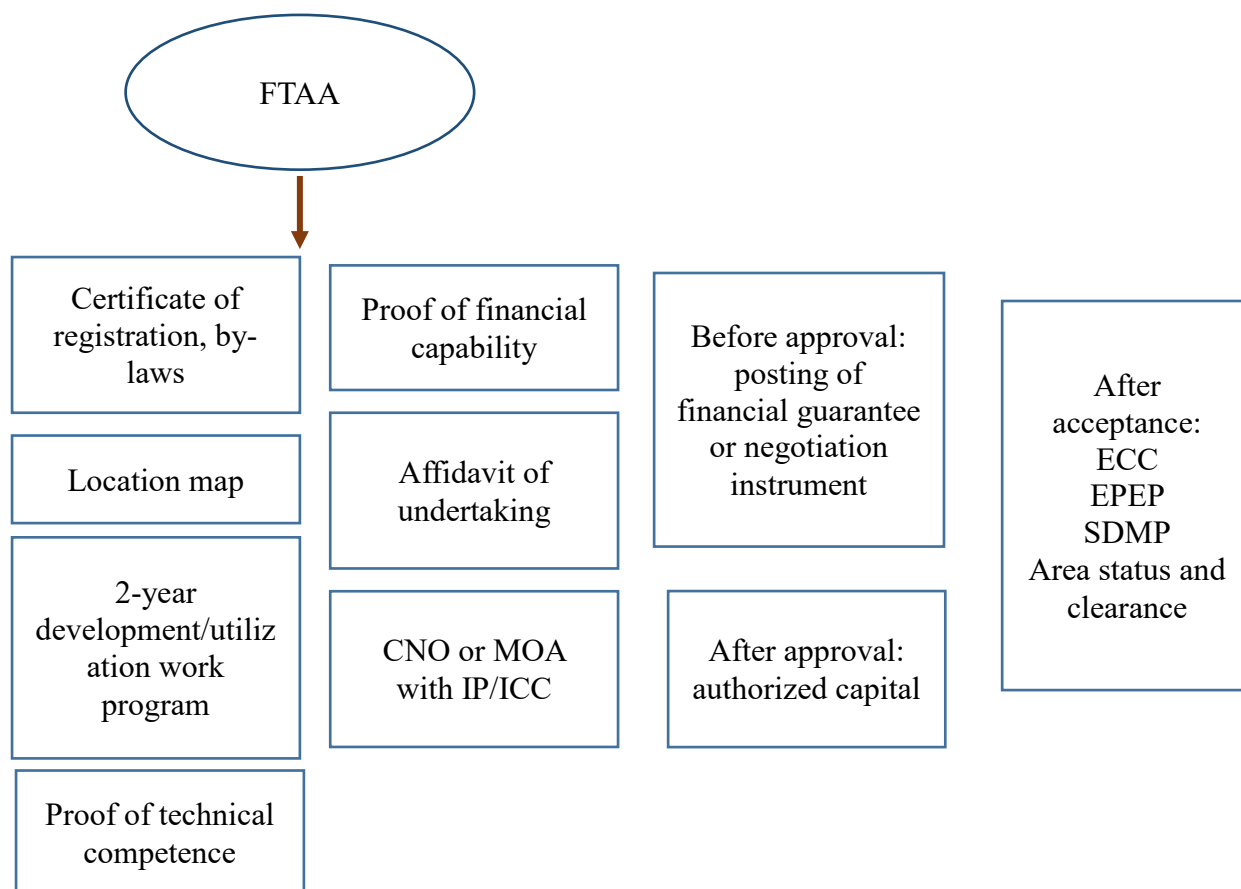 FTAA
Certificate of
registration, by-
laws
Location map
2-year
development/utiliz
ation work
program
Proof of technical
competence
Proof of financial
capability
Affidavit of
undertaking
CNO or MOA
with IP/ICC
Before approval:
posting of
financial guarantee
or negotiation
instrument
After approval:
authorized capital
After
acceptance:
ECC
EPEP
SDMP
Area status and
clearance